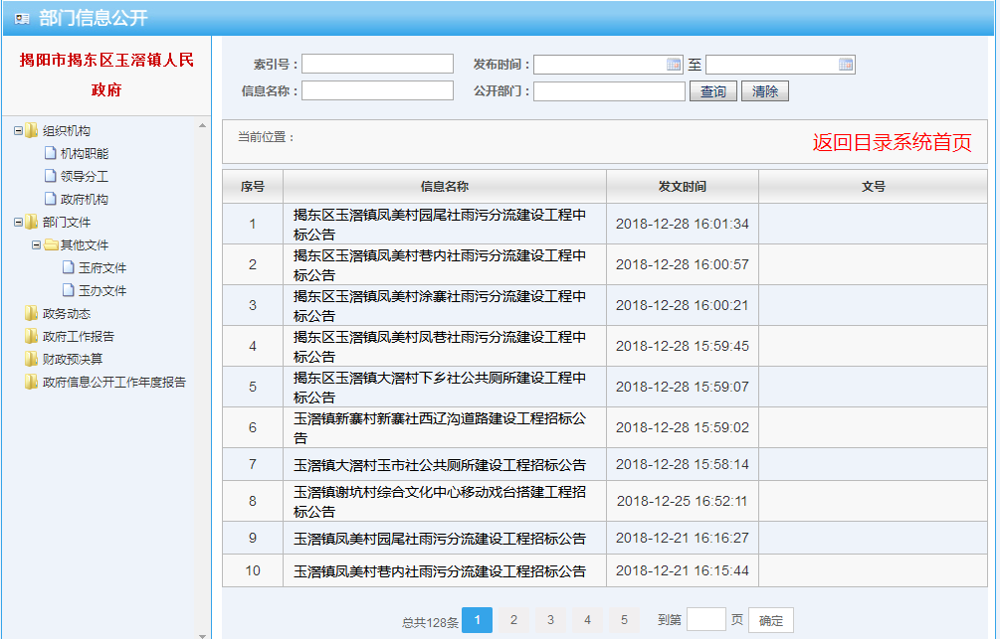 部门信息公开
揭阳市揭东区玉滘镇人民
政府
组织机构
机构职能
领导分工
政府机构
部门文件
其他文件
玉府文件
玉办文件
政务动态
政府工作报告
财政预决算
政府信息公开工作年度报告
索引号：
发布时间：
至
信息名称：
公开部门：
查询
清除
当前位置：
返回目录系统首页
序号 信息名称 发文时间 文号
1 揭东区玉滘镇凤美村园尾社雨污分流建设工程中
标公告
2018-12-28 16:01:34
2 揭东区玉滘镇凤美村巷内社雨污分流建设工程中
标公告
2018-12-28 16:00:57
3 揭东区玉滘镇凤美村涂寨社雨污分流建设工程中
标公告
2018-12-28 16:00:21
4 揭东区玉滘镇凤美村凤巷社雨污分流建设工程中
标公告
2018-12-28 15:59:45
5 揭东区玉滘镇大滘村下乡社公共厕所建设工程中
标公告
2018-12-28 15:59:07
6 玉滘镇新寨村新寨社西辽沟道路建设工程招标公
告
2018-12-28 15:59:02
7 玉滘镇大滘村玉市社公共厕所建设工程招标公告 2018-12-28 15:58:14
8 玉滘镇谢坑村综合文化中心移动戏台搭建工程招
标公告
2018-12-25 16:52:11
9 玉滘镇凤美村园尾社雨污分流建设工程招标公告 2018-12-21 16:16:27
10 玉滘镇凤美村巷内社雨污分流建设工程招标公告 2018-12-21 16:15:44
总共128条 1 2 3 4 5 到第 页 确定